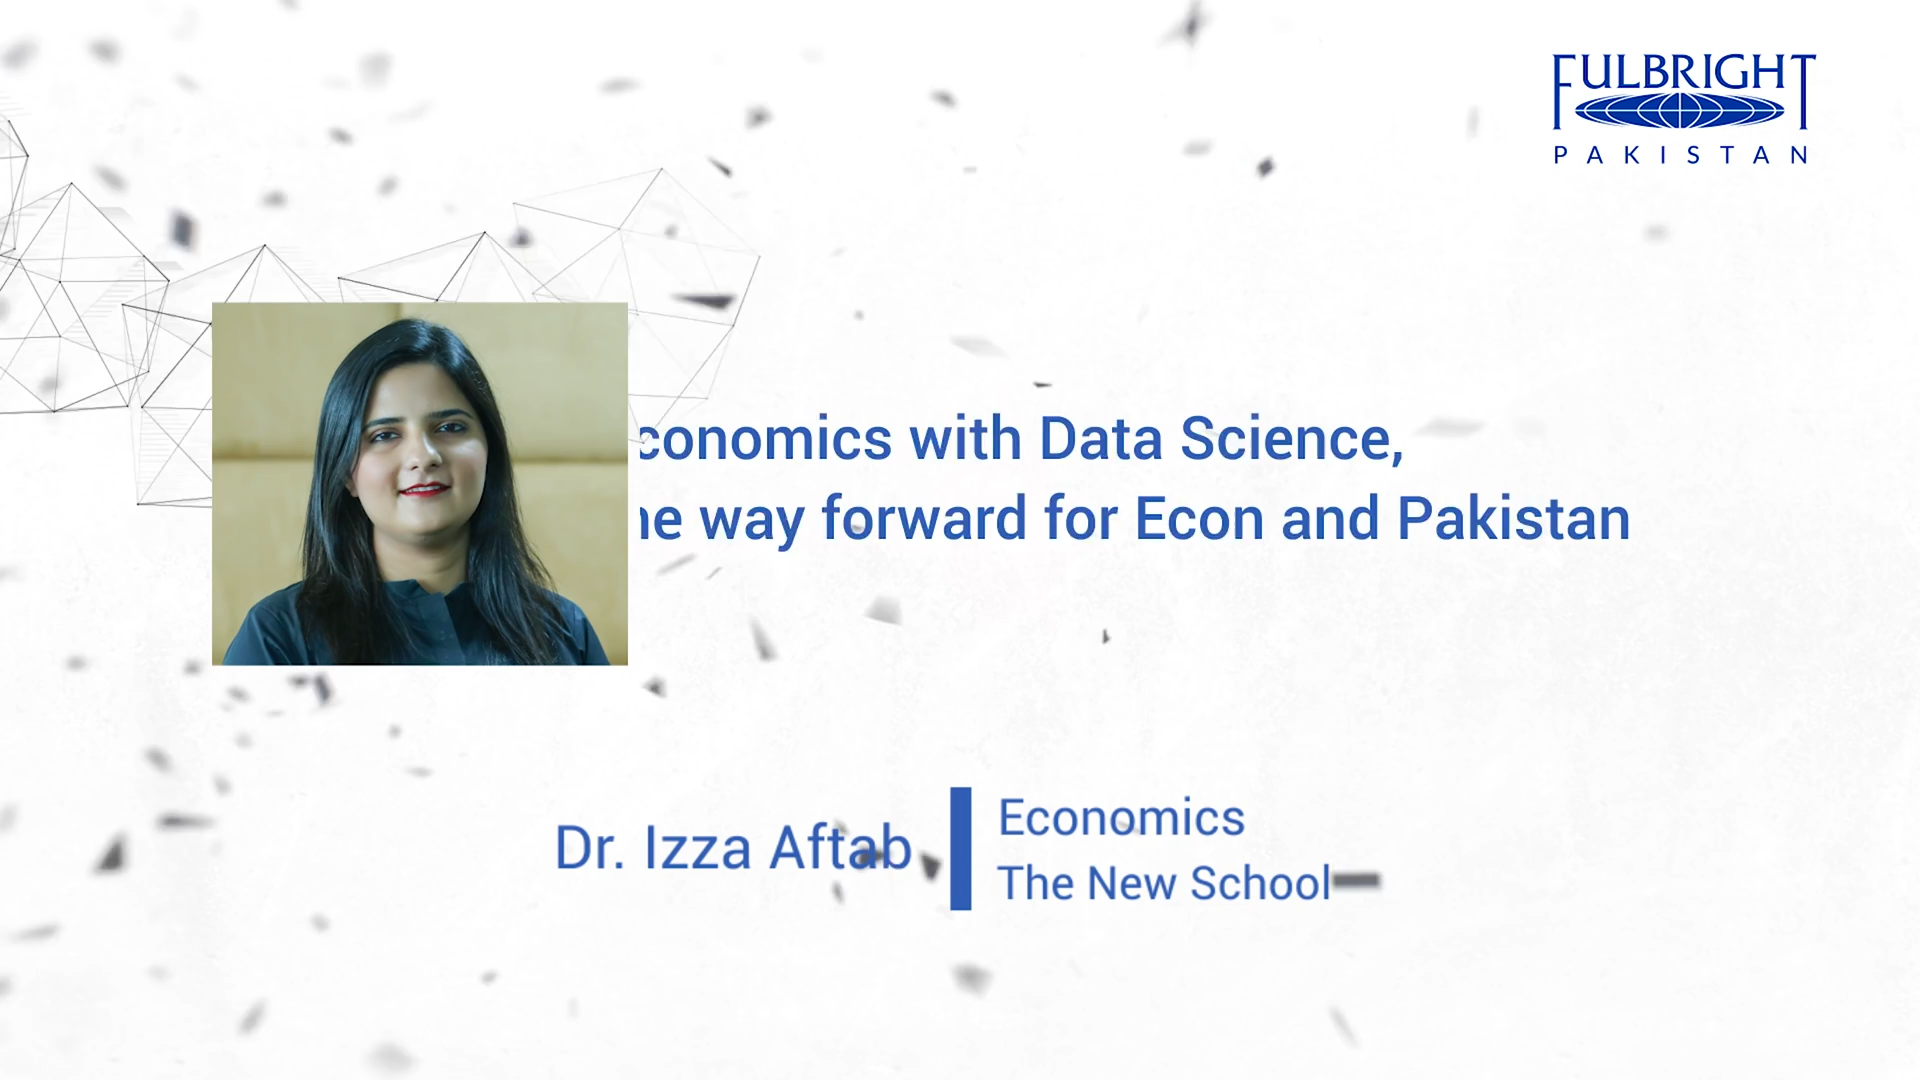 FULBRIGHT
PAKISTAN
conomics with Data Science,
he way forward for Econ and Pakistan
Dr. Izza Aftab
Economics
The New School